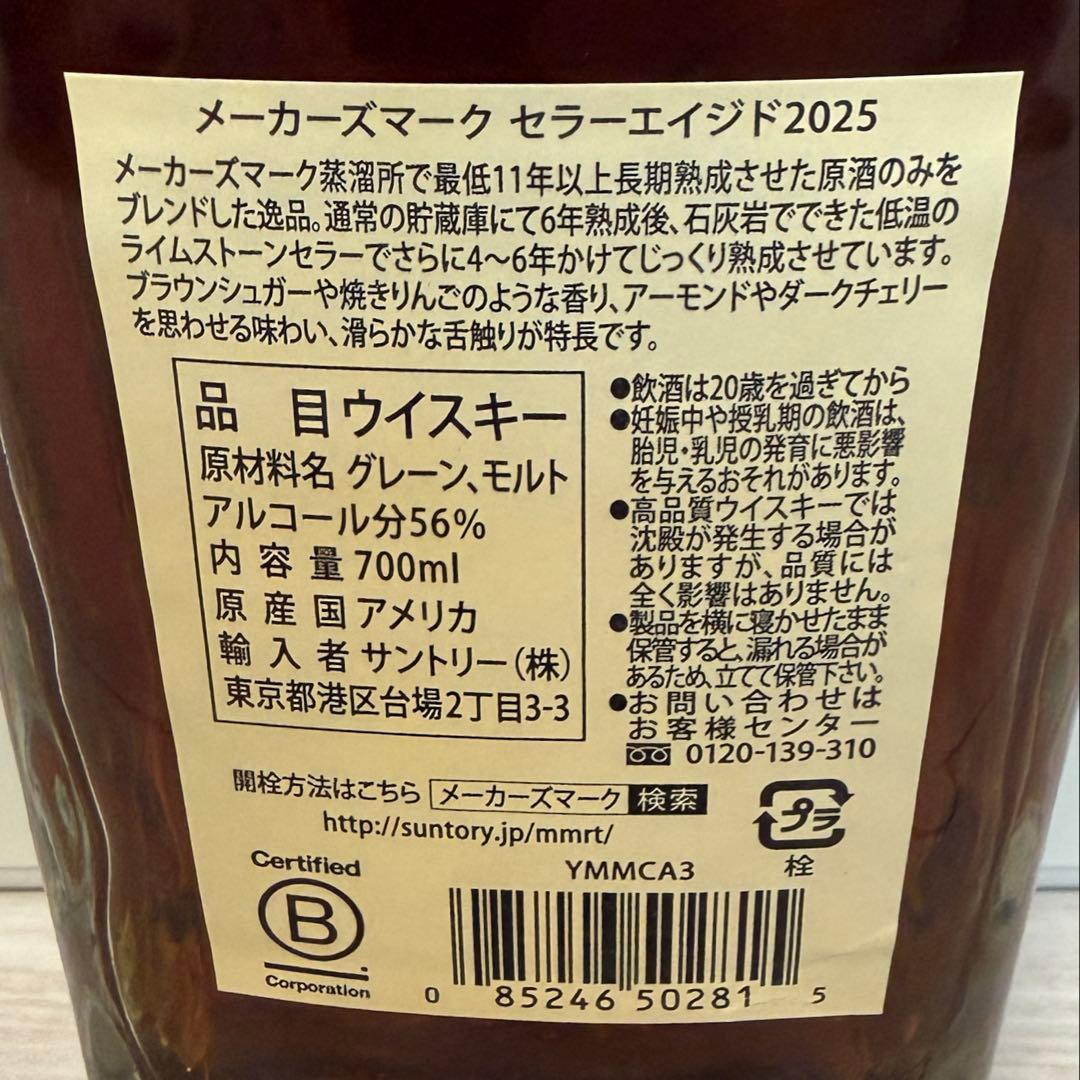 メーカーズマーク セラーエイジド2025
メーカーズマーク蒸溜所で最低11年以上長期熟成させた原酒のみを
ブレンドした逸品。通常の貯蔵庫にて6年熟成後、石灰岩でできた低温の
ライムストーンセラーでさらに4〜6年かけてじっくり熟成させています。
ブラウンシュガーや焼きりんごのような香り、アーモンドやダークチェリー
を思わせる味わい、滑らかな舌触りが特長です。
品 目 ウイスキー
原材料名 グレーン、モルト
アルコール分56%
内容量 700ml
原産国 アメリカ
輸入者 サントリー(株)
東京都港区台場2丁目3-3
●飲酒は20歳を過ぎてから
●妊娠中や授乳期の飲酒は、
胎児・乳児の発育に悪影響
を与えるおそれがあります。
●高品質ウイスキーでは
沈殿が発生する場合が
ありますが、品質には
全く影響はありません。
●製品を横に寝かせたまま
保管すると、漏れる場合が
あるため、立てて保管下さい。
●お問い合わせは
お客様センター
0120-139-310
開栓方法はこちら メーカーズマーク 検索
http://suntory.jp/mmrt/
プラ
栓
Certified
B
Corporation
YMMCA3
0 85246 50281 5